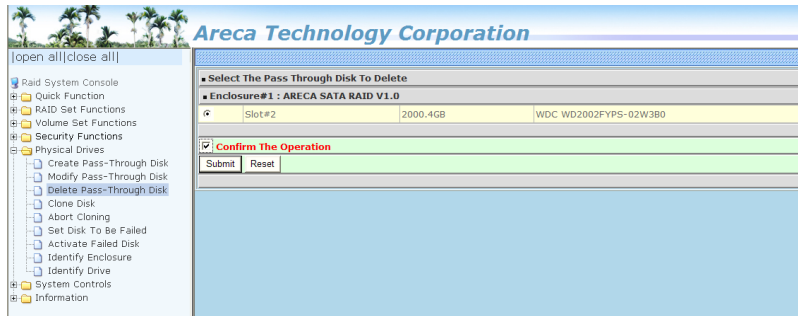 Areca Technology Corporation
|open all|close all|
Raid System Console
Quick Function
RAID Set Functions
Volume Set Functions
Security Functions
Physical Drives
Create Pass-Through Disk
Modify Pass-Through Disk
Delete Pass-Through Disk
Clone Disk
Abort Cloning
Set Disk To Be Failed
Activate Failed Disk
Identify Enclosure
Identify Drive
System Controls
Information
Select The Pass Through Disk To Delete
Enclosure#1 : ARECA SATA RAID V1.0
Slot#2 2000.4GB WDC WD2002FYPS-02W3B0
Confirm The Operation
Submit Reset